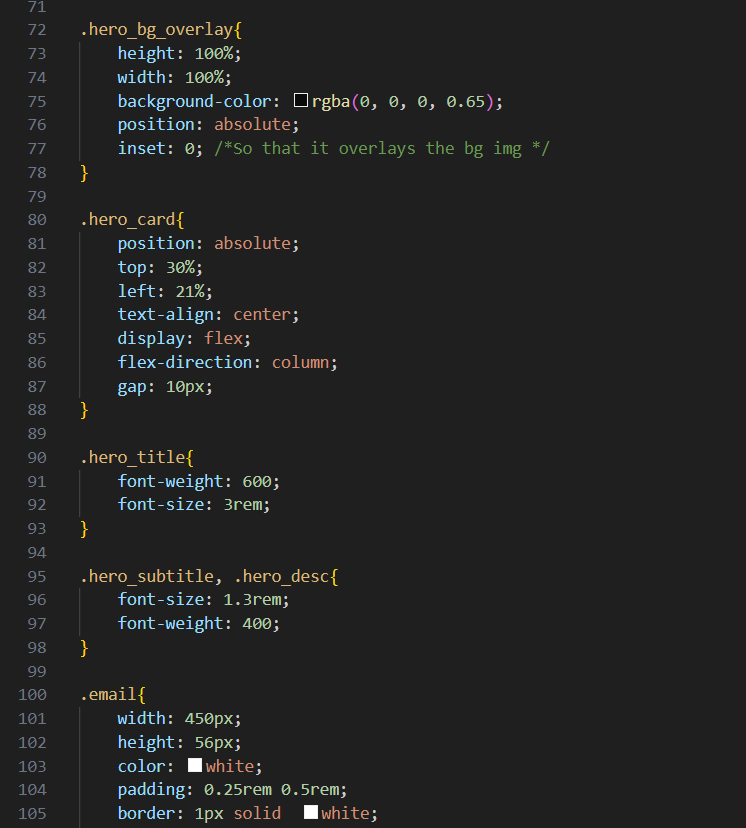 71
72 .hero_bg_overlay{
73 height: 100%;
74 width: 100%;
75 background-color: rgba(0, 0, 0, 0.65);
76 position: absolute;
77 inset: 0; /*So that it overlays the bg img */
78 }
79
80 .hero_card{
81 position: absolute;
82 top: 30%;
83 left: 21%;
84 text-align: center;
85 display: flex;
86 flex-direction: column;
87 gap: 10px;
88 }
89
90 .hero_title{
91 font-weight: 600;
92 font-size: 3rem;
93 }
94
95 .hero_subtitle, .hero_desc{
96 font-size: 1.3rem;
97 font-weight: 400;
98 }
99
100 .email{
101 width: 450px;
102 height: 56px;
103 color: white;
104 padding: 0.25rem 0.5rem;
105 border: 1px solid white;